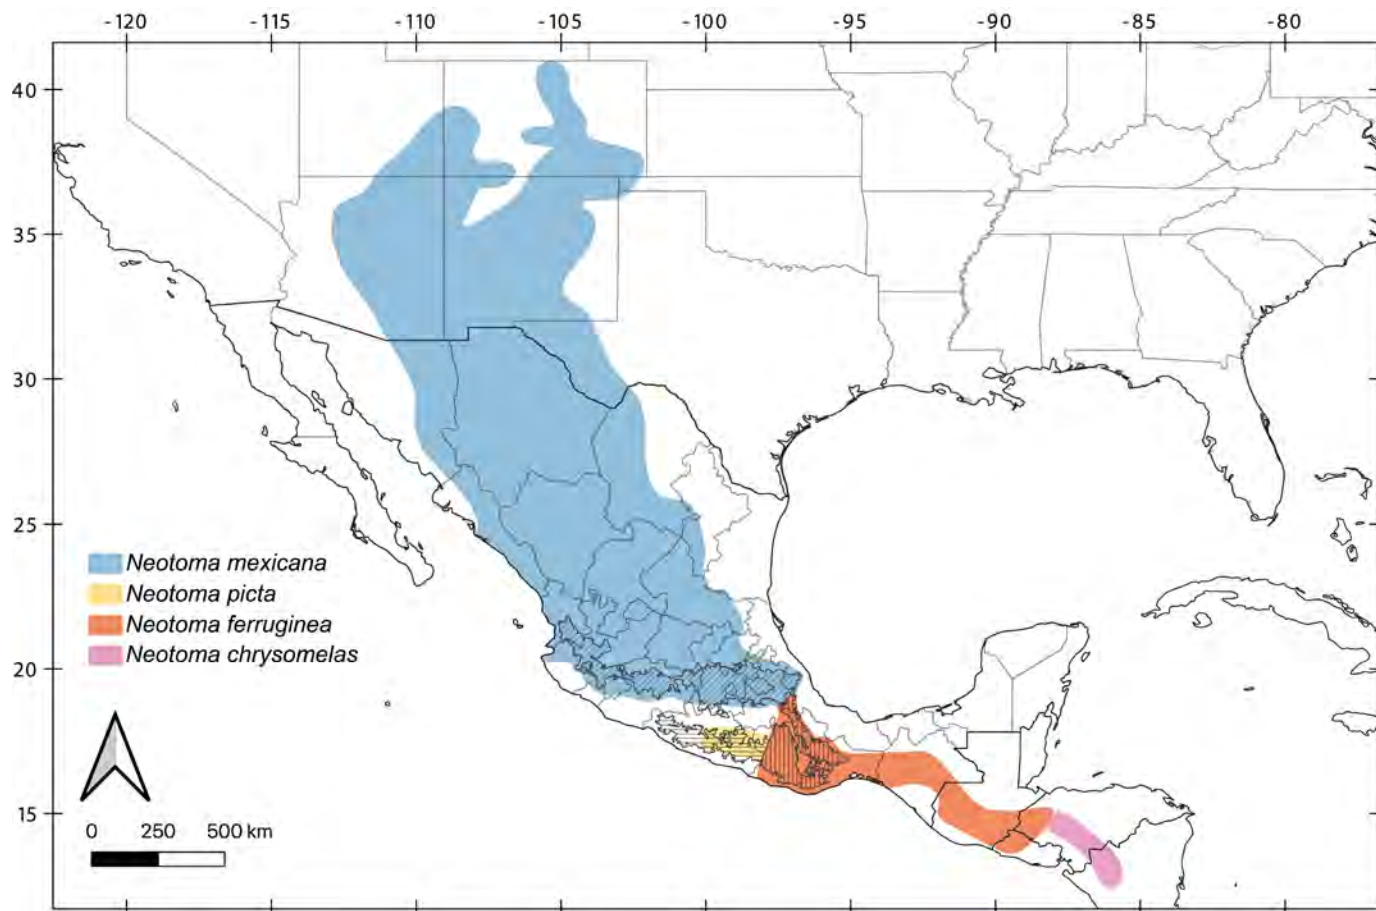 -120 -115 -110 -105 -100 -95 -90 -85 -80
40
35
30
25
20
15
Neotoma mexicana
Neotoma picta
Neotoma ferruginea
Neotoma chrysomelas
0 250 500 km